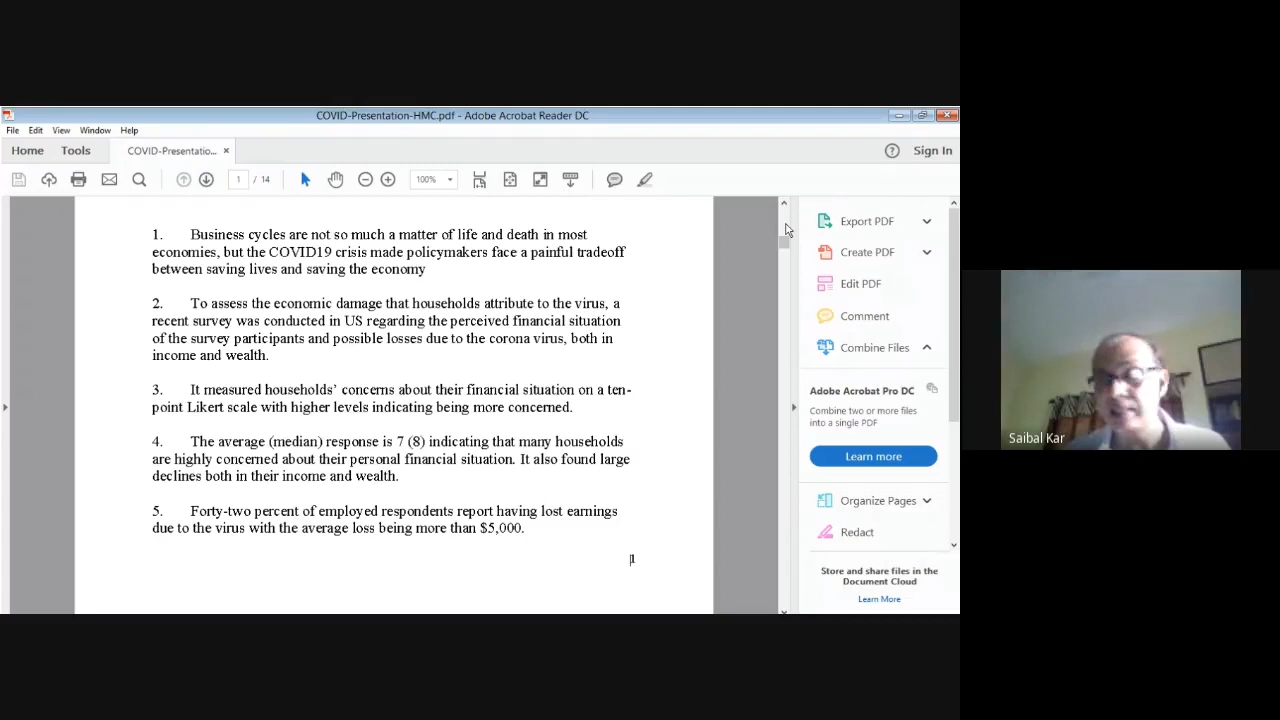 COVID-Presentation-HMC.pdf - Adobe Acrobat Reader DC
File Edit View Window Help
Home Tools COVID-Presentatio... × Sign In
1 / 14 100%
1. Business cycles are not so much a matter of life and death in most
economies, but the COVID19 crisis made policymakers face a painful tradeoff
between saving lives and saving the economy
2. To assess the economic damage that households attribute to the virus, a
recent survey was conducted in US regarding the perceived financial situation
of the survey participants and possible losses due to the corona virus, both in
income and wealth.
3. It measured households’ concerns about their financial situation on a ten-
point Likert scale with higher levels indicating being more concerned.
4. The average (median) response is 7 (8) indicating that many households
are highly concerned about their personal financial situation. It also found large
declines both in their income and wealth.
5. Forty-two percent of employed respondents report having lost earnings
due to the virus with the average loss being more than $5,000.
1
Export PDF
Create PDF
Edit PDF
Comment
Combine Files
Adobe Acrobat Pro DC
Combine two or more files
into a single PDF
Learn more
Organize Pages
Redact
Store and share files in the
Document Cloud
Learn More
Saibal Kar